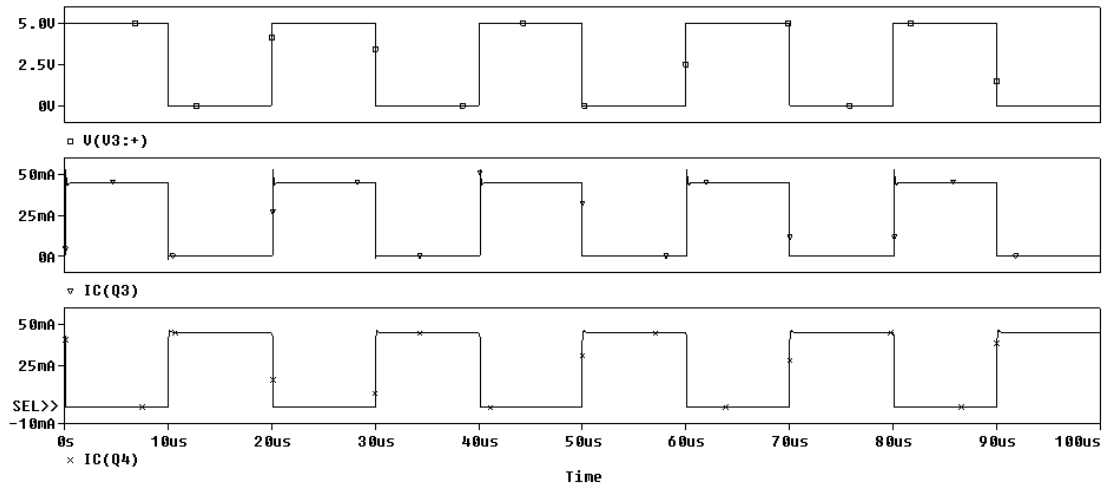 5.0V
2.5V
0V
V(V3:+)
50mA
25mA
0A
IC(Q3)
50mA
25mA
SEL>>
-10mA
0s 10us 20us 30us 40us 50us 60us 70us 80us 90us 100us
IC(Q4)
Time